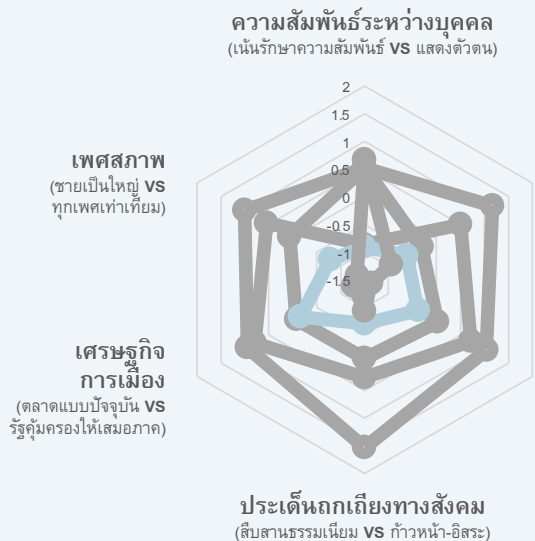 ความสัมพันธ์ระหว่างบุคคล
(เน้นรักษาความสัมพันธ์ VS แสดงตัวตน)
2
1.5
1
0.5
0
-0.5
-1
-1.5
เพศสภาพ
(ชายเป็นใหญ่ VS
ทุกเพศเท่าเทียม)
เศรษฐกิจ
การเมือง
(ตลาดแบบปัจจุบัน VS
รัฐคุ้มครองให้เสมอภาค)
ประเด็นถกเถียงทางสังคม
(สืบสานธรรมเนียม VS ก้าวหน้า-อิสระ)